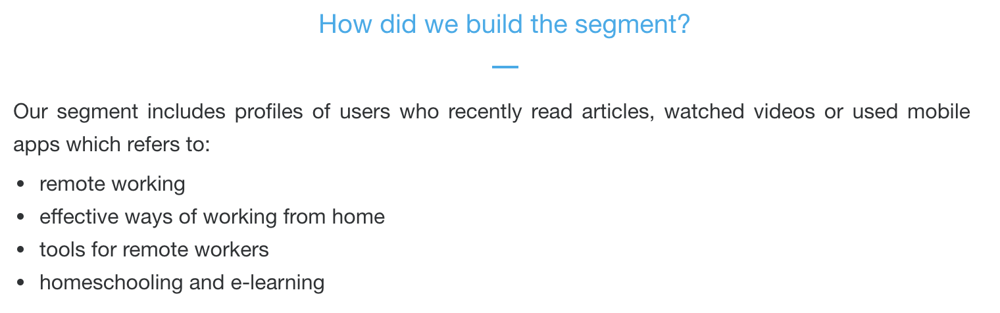 How did we build the segment?
Our segment includes profiles of users who recently read articles, watched videos or used mobile
apps which refers to:
• remote working
• effective ways of working from home
• tools for remote workers
• homeschooling and e-learning